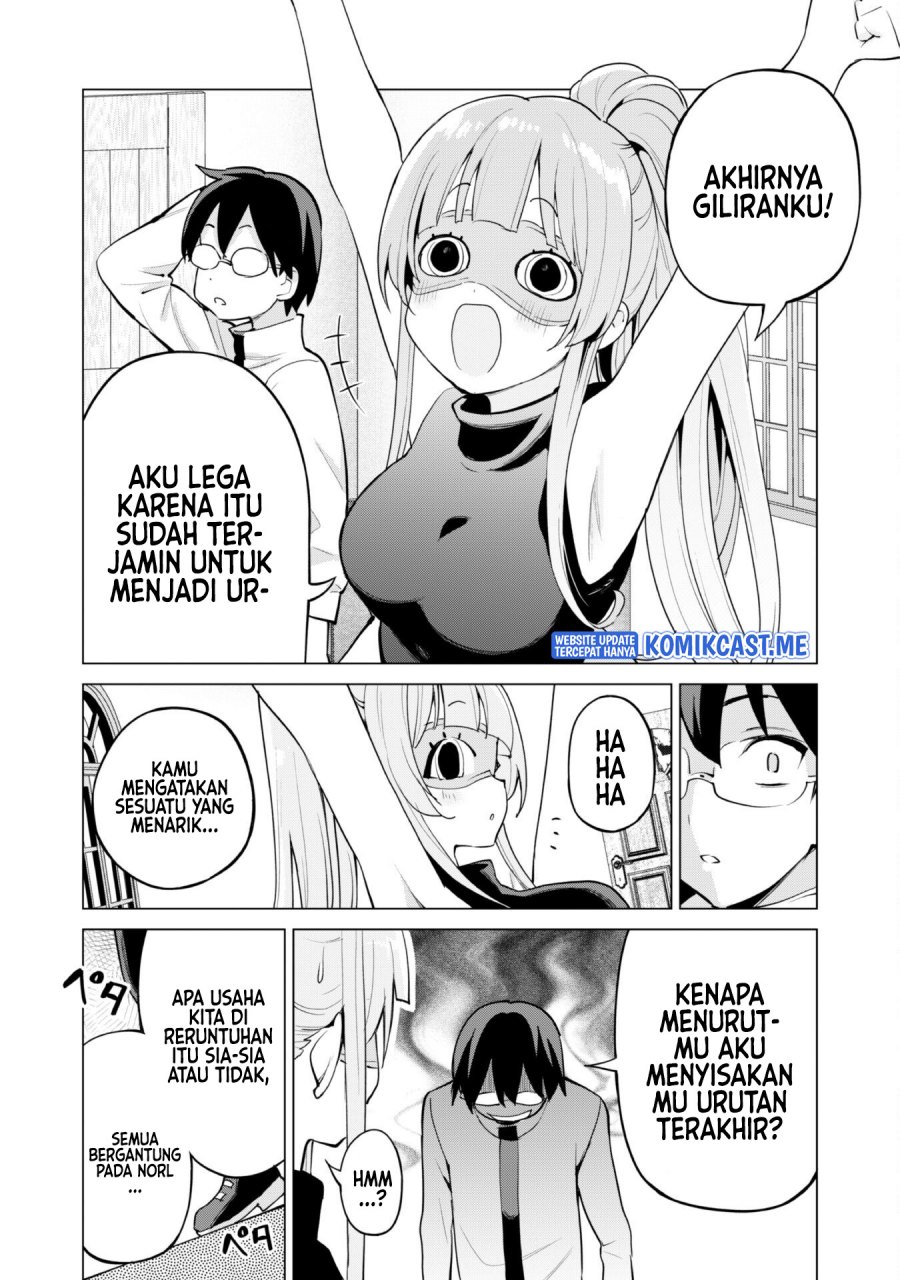 AKHIRNYA
GILIRANKU!
AKU LEGA
KARENA ITU
SUDAH TER-
JAMIN UNTUK
MENJADI UR-
WEBSITE UPDATE
TERCEPAT HANYA
KOMIKCAST.ME
HA
HA
HA
KAMU
MENGATAKAN
SESUATU YANG
MENARIK...
KENAPA
MENURUT-
MU AKU
MENYISAKAN
MU URUTAN
TERAKHIR?
HMM
...?
APA USAHA
KITA DI
RERUNTUHAN
ITU SIA-SIA
ATAU TIDAK,
SEMUA
BERGANTUNG
PADA NORL
...
ペタ
ペタ